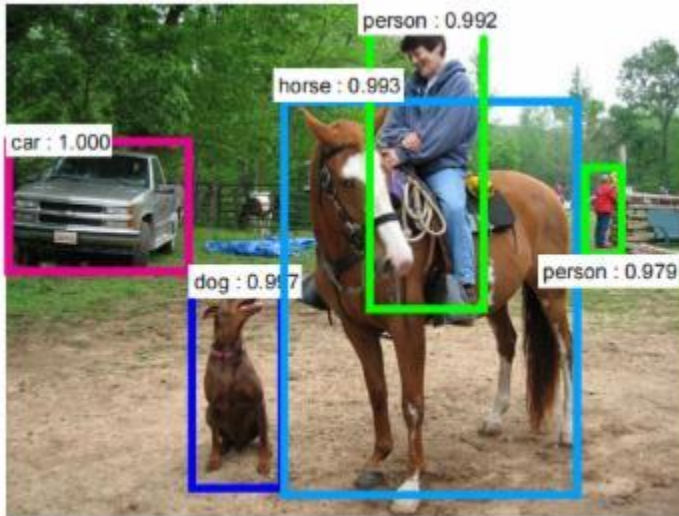 person : 0.992
horse : 0.993
car : 1.000
dog : 0.997
person : 0.979